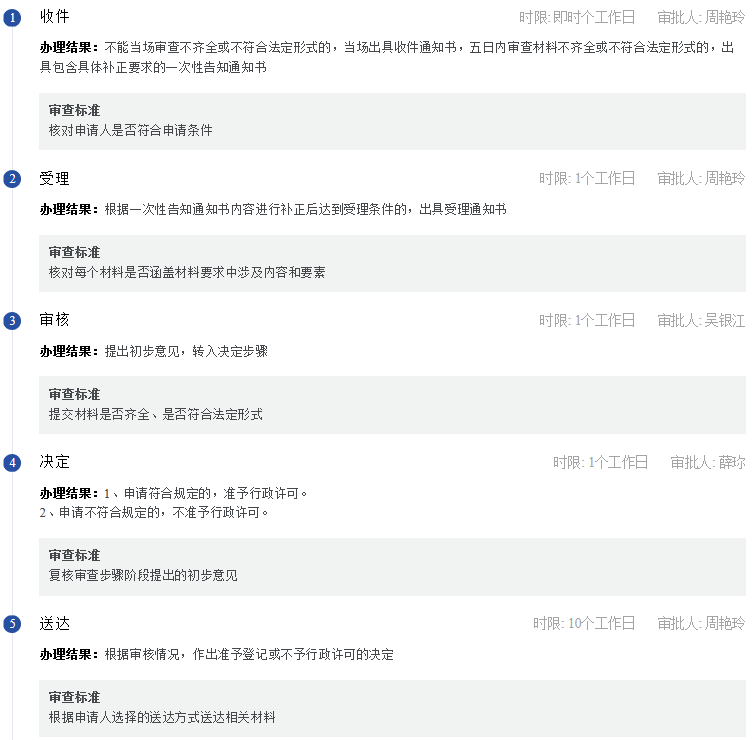 1 收件 时限: 即时个工作日 审批人: 周艳玲
办理结果：不能当场审查不齐全或不符合法定形式的，当场出具收件通知书，五日内审查材料不齐全或不符合法定形式的，出
具包含具体补正要求的一次性告知通知书
审查标准
核对申请人是否符合申请条件
2 受理 时限: 1个工作日 审批人: 周艳玲
办理结果：根据一次性告知通知书内容进行补正后达到受理条件的，出具受理通知书
审查标准
核对每个材料是否涵盖材料要求中涉及内容和要素
3 审核 时限: 1个工作日 审批人: 吴银江
办理结果：提出初步意见，转入决定步骤
审查标准
提交材料是否齐全、是否符合法定形式
4 决定 时限: 1个工作日 审批人: 薛珎
办理结果：1、申请符合规定的，准予行政许可。
2、申请不符合规定的，不准予行政许可。
审查标准
复核审查步骤阶段提出的初步意见
5 送达 时限: 10个工作日 审批人: 周艳玲
办理结果：根据审核情况，作出准予登记或不予行政许可的决定
审查标准
根据申请人选择的送达方式送达相关材料